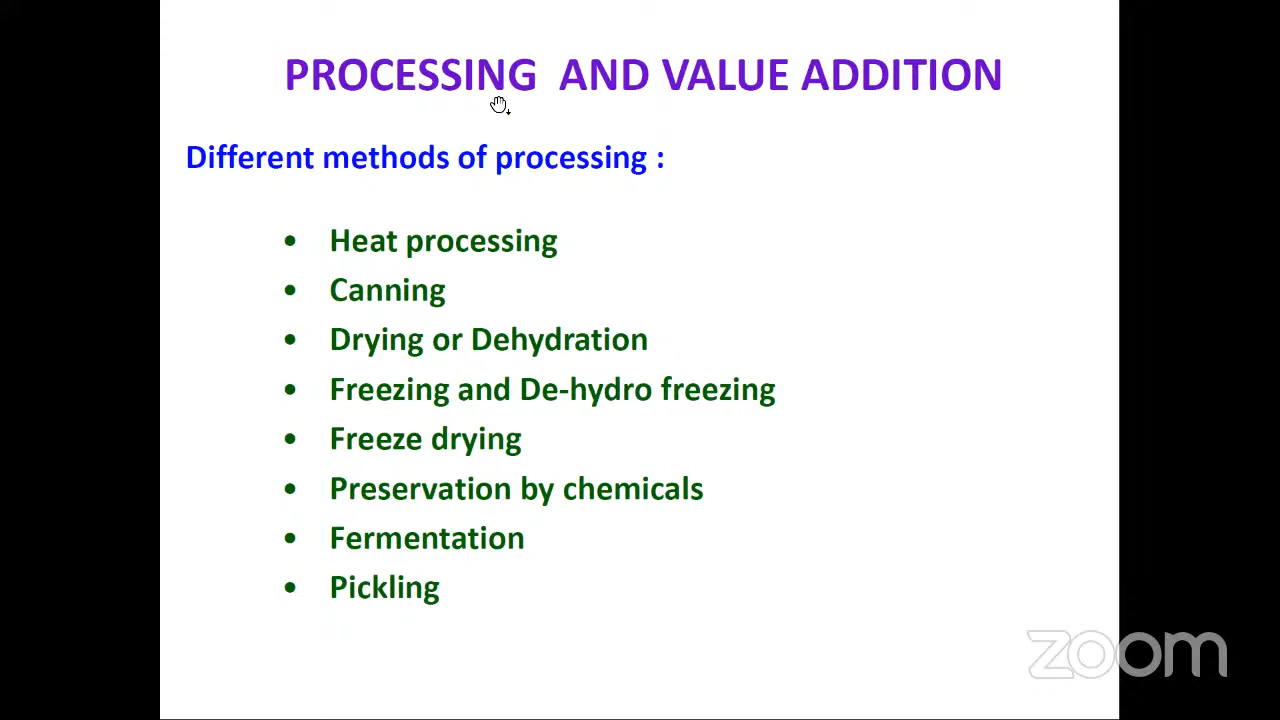 PROCESSING AND VALUE ADDITION
Different methods of processing :
• Heat processing
• Canning
• Drying or Dehydration
• Freezing and De-hydro freezing
• Freeze drying
• Preservation by chemicals
• Fermentation
• Pickling
zoom